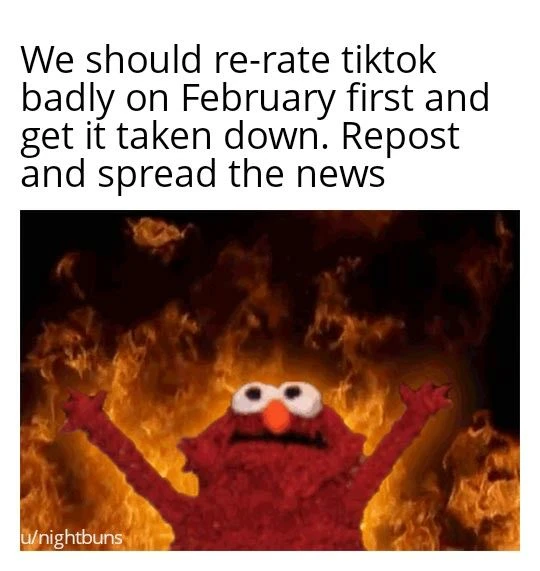 We should re-rate tiktok
badly on February first and
get it taken down. Repost
and spread the news
u/nightbuns